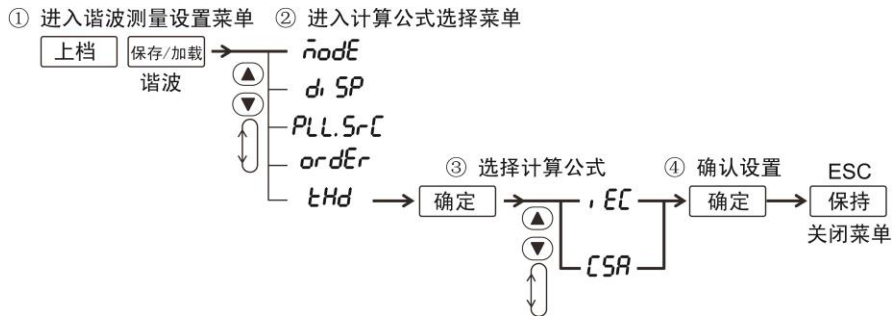 ① 进入谐波测量设置菜单 ② 进入计算公式选择菜单
上档 保存/加载 modE
谐波
di SP
PLL.SrC
ordEr
③ 选择计算公式 ④ 确认设置 ESC
tHd 确定 iEC 确定 保持
关闭菜单
CSA